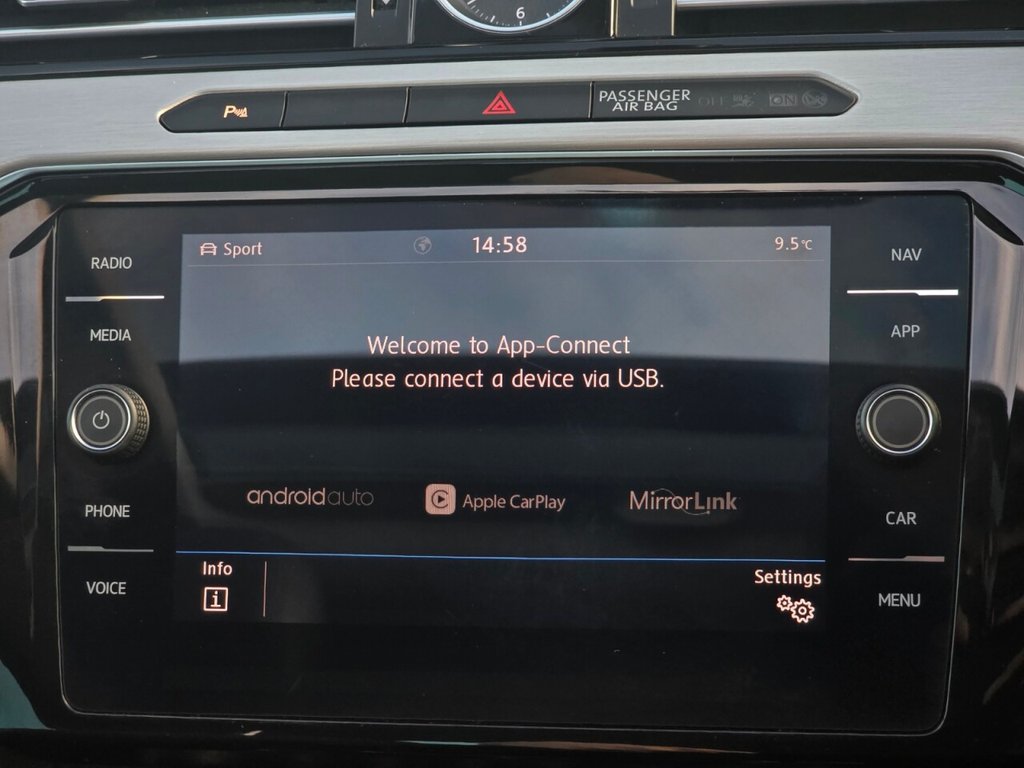 6
P
PASSENGER
AIR BAG OFF ON
RADIO
MEDIA
PHONE
VOICE
Sport 14:58 9.5°C
Welcome to App-Connect
Please connect a device via USB.
androidauto Apple CarPlay MirrorLink
Info
i
Settings
NAV
APP
CAR
MENU